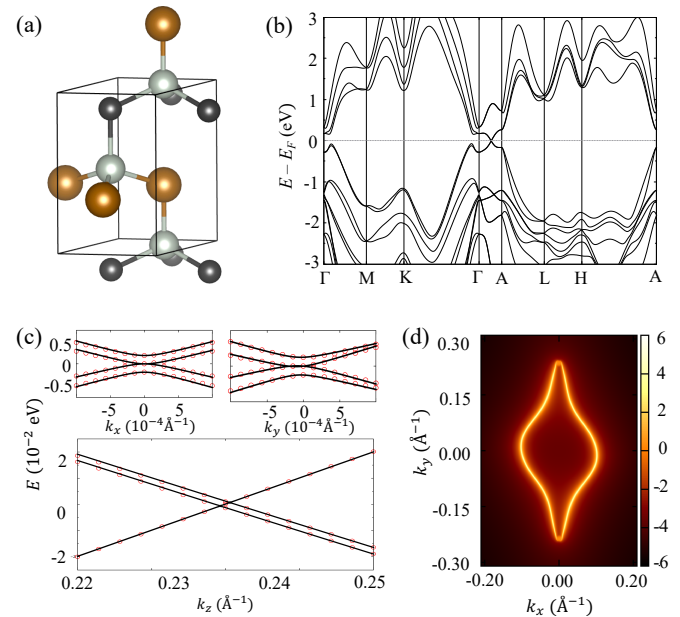 (a)
(b)
E − E_F (eV)
3
2
1
0
-1
-2
-3
Γ M K Γ A L H A
(c)
0.5
0
-0.5
-5 0 5
k_x (10⁻⁴Å⁻¹)
-5 0 5
k_y (10⁻⁴Å⁻¹)
E (10⁻² eV)
2
0
-2
0.22 0.23 0.24 0.25
k_z (Å⁻¹)
(d)
k_y (Å⁻¹)
0.30
0.15
0.00
-0.15
-0.30
-0.20 0.00 0.20
k_x (Å⁻¹)
6
4
2
0
-2
-4
-6